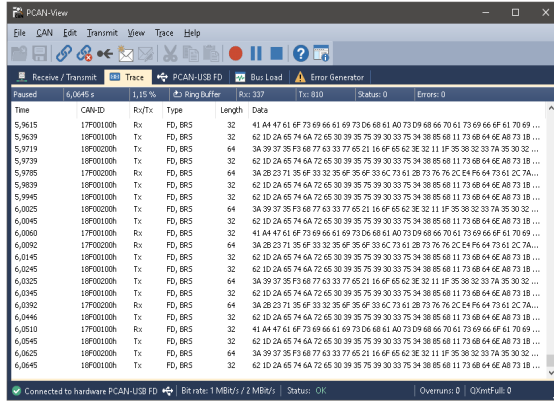 PCAN-View
File CAN Edit Transmit View Trace Help
Receive / Transmit Trace PCAN-USB FD Bus Load Error Generator
Paused 6,0645 s 1,15 % Ring Buffer Rx: 337 Tx: 810 Status: 0 Errors: 0
Time CAN-ID Rx/Tx Type Length Data
5,9615 17F00100h Rx FD, BRS 32 41 A4 47 61 6F 73 69 66 61 69 73 D6 68 61 A0 73 D9 68 66 70 61 73 69 66 6F 61 70 69 ...
5,9639 18F00100h Tx FD, BRS 32 62 1D 2A 65 74 6A 72 65 30 39 35 75 39 30 33 75 34 38 85 68 11 73 6B 64 6E A8 73 1B ...
5,9719 18F00200h Tx FD, BRS 64 3A 39 37 35 F3 68 77 63 33 77 65 21 16 6F 65 62 3E 32 11 1F 35 38 32 33 7A 35 30 32 ...
5,9739 18F00100h Tx FD, BRS 32 62 1D 2A 65 74 6A 72 65 30 39 35 75 39 30 33 75 34 38 85 68 11 73 6B 64 6E A8 73 1B ...
5,9785 17F00200h Rx FD, BRS 64 3A 2B 23 71 35 6F 33 32 35 6F 35 6F 33 6C 73 61 2B 73 76 76 2C E4 F6 64 73 61 2C 7A...
5,9839 18F00100h Tx FD, BRS 32 62 1D 2A 65 74 6A 72 65 30 39 35 75 39 30 33 75 34 38 85 68 11 73 6B 64 6E A8 73 1B ...
5,9945 18F00100h Tx FD, BRS 32 62 1D 2A 65 74 6A 72 65 30 39 35 75 39 30 33 75 34 38 85 68 11 73 6B 64 6E A8 73 1B ...
6,0025 18F00200h Tx FD, BRS 64 3A 39 37 35 F3 68 77 63 33 77 65 21 16 6F 65 62 3E 32 11 1F 35 38 32 33 7A 35 30 32 ...
6,0045 18F00100h Tx FD, BRS 32 62 1D 2A 65 74 6A 72 65 30 39 35 75 39 30 33 75 34 38 85 68 11 73 6B 64 6E A8 73 1B ...
6,0060 17F00100h Rx FD, BRS 32 41 A4 47 61 6F 73 69 66 61 69 73 D6 68 61 A0 73 D9 68 66 70 61 73 69 66 6F 61 70 69 ...
6,0092 17F00200h Rx FD, BRS 64 3A 2B 23 71 35 6F 33 32 35 6F 35 6F 33 6C 73 61 2B 73 76 76 2C E4 F6 64 73 61 2C 7A...
6,0145 18F00100h Tx FD, BRS 32 62 1D 2A 65 74 6A 72 65 30 39 35 75 39 30 33 75 34 38 85 68 11 73 6B 64 6E A8 73 1B ...
6,0245 18F00100h Tx FD, BRS 32 62 1D 2A 65 74 6A 72 65 30 39 35 75 39 30 33 75 34 38 85 68 11 73 6B 64 6E A8 73 1B ...
6,0325 18F00200h Tx FD, BRS 64 3A 39 37 35 F3 68 77 63 33 77 65 21 16 6F 65 62 3E 32 11 1F 35 38 32 33 7A 35 30 32 ...
6,0345 18F00100h Tx FD, BRS 32 62 1D 2A 65 74 6A 72 65 30 39 35 75 39 30 33 75 34 38 85 68 11 73 6B 64 6E A8 73 1B ...
6,0392 17F00200h Rx FD, BRS 64 3A 2B 23 71 35 6F 33 32 35 6F 35 6F 33 6C 73 61 2B 73 76 76 2C E4 F6 64 73 61 2C 7A...
6,0446 18F00100h Tx FD, BRS 32 62 1D 2A 65 74 6A 72 65 30 39 35 75 39 30 33 75 34 38 85 68 11 73 6B 64 6E A8 73 1B ...
6,0510 17F00100h Rx FD, BRS 32 41 A4 47 61 6F 73 69 66 61 69 73 D6 68 61 A0 73 D9 68 66 70 61 73 69 66 6F 61 70 69 ...
6,0545 18F00100h Tx FD, BRS 32 62 1D 2A 65 74 6A 72 65 30 39 35 75 39 30 33 75 34 38 85 68 11 73 6B 64 6E A8 73 1B ...
6,0625 18F00200h Tx FD, BRS 64 3A 39 37 35 F3 68 77 63 33 77 65 21 16 6F 65 62 3E 32 11 1F 35 38 32 33 7A 35 30 32 ...
6,0645 18F00100h Tx FD, BRS 32 62 1D 2A 65 74 6A 72 65 30 39 35 75 39 30 33 75 34 38 85 68 11 73 6B 64 6E A8 73 1B ...
Connected to hardware PCAN-USB FD Bit rate: 1 MBit/s / 2 MBit/s Status: OK Overruns: 0 QXmtFull: 0